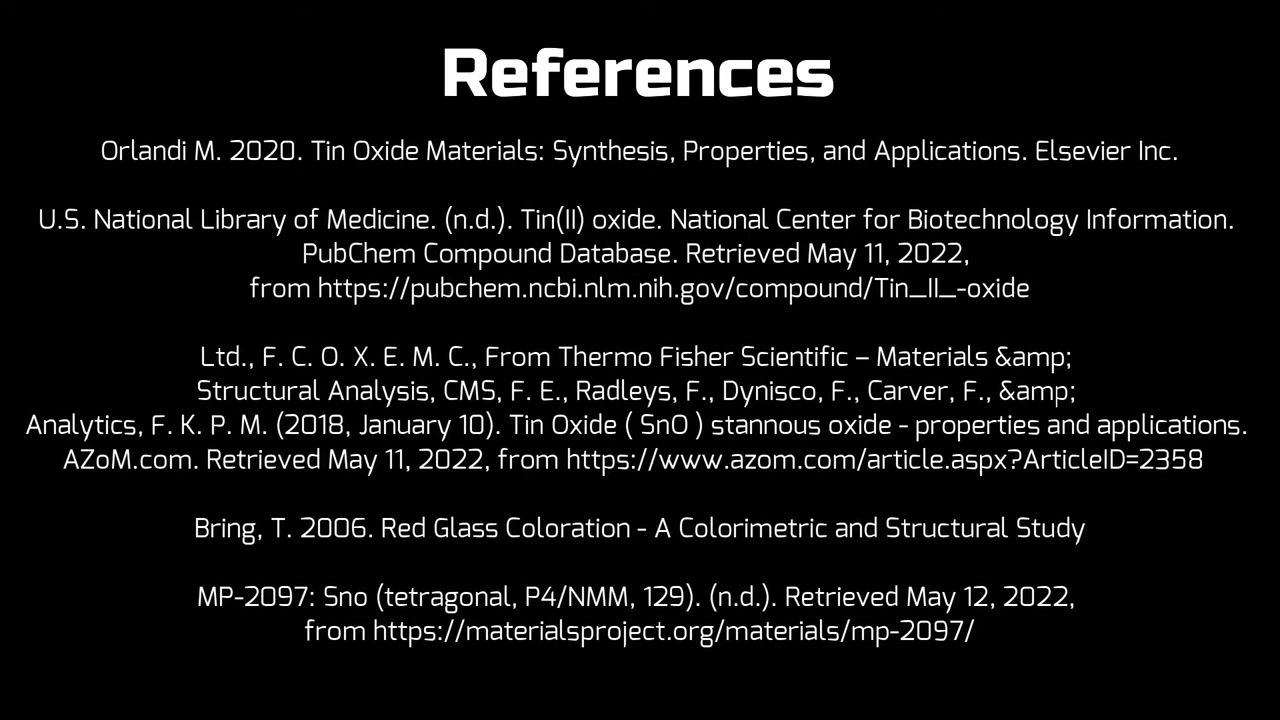 References
Orlandi M. 2020. Tin Oxide Materials: Synthesis, Properties, and Applications. Elsevier Inc.
U.S. National Library of Medicine. (n.d.). Tin(II) oxide. National Center for Biotechnology Information.
PubChem Compound Database. Retrieved May 11, 2022,
from https://pubchem.ncbi.nlm.nih.gov/compound/Tin_II_-oxide
Ltd., F. C. O. X. E. M. C., From Thermo Fisher Scientific – Materials &amp;
Structural Analysis, CMS, F. E., Radleys, F., Dynisco, F., Carver, F., &amp;
Analytics, F. K. P. M. (2018, January 10). Tin Oxide ( SnO ) stannous oxide - properties and applications.
AZoM.com. Retrieved May 11, 2022, from https://www.azom.com/article.aspx?ArticleID=2358
Bring, T. 2006. Red Glass Coloration - A Colorimetric and Structural Study
MP-2097: Sno (tetragonal, P4/NMM, 129). (n.d.). Retrieved May 12, 2022,
from https://materialsproject.org/materials/mp-2097/